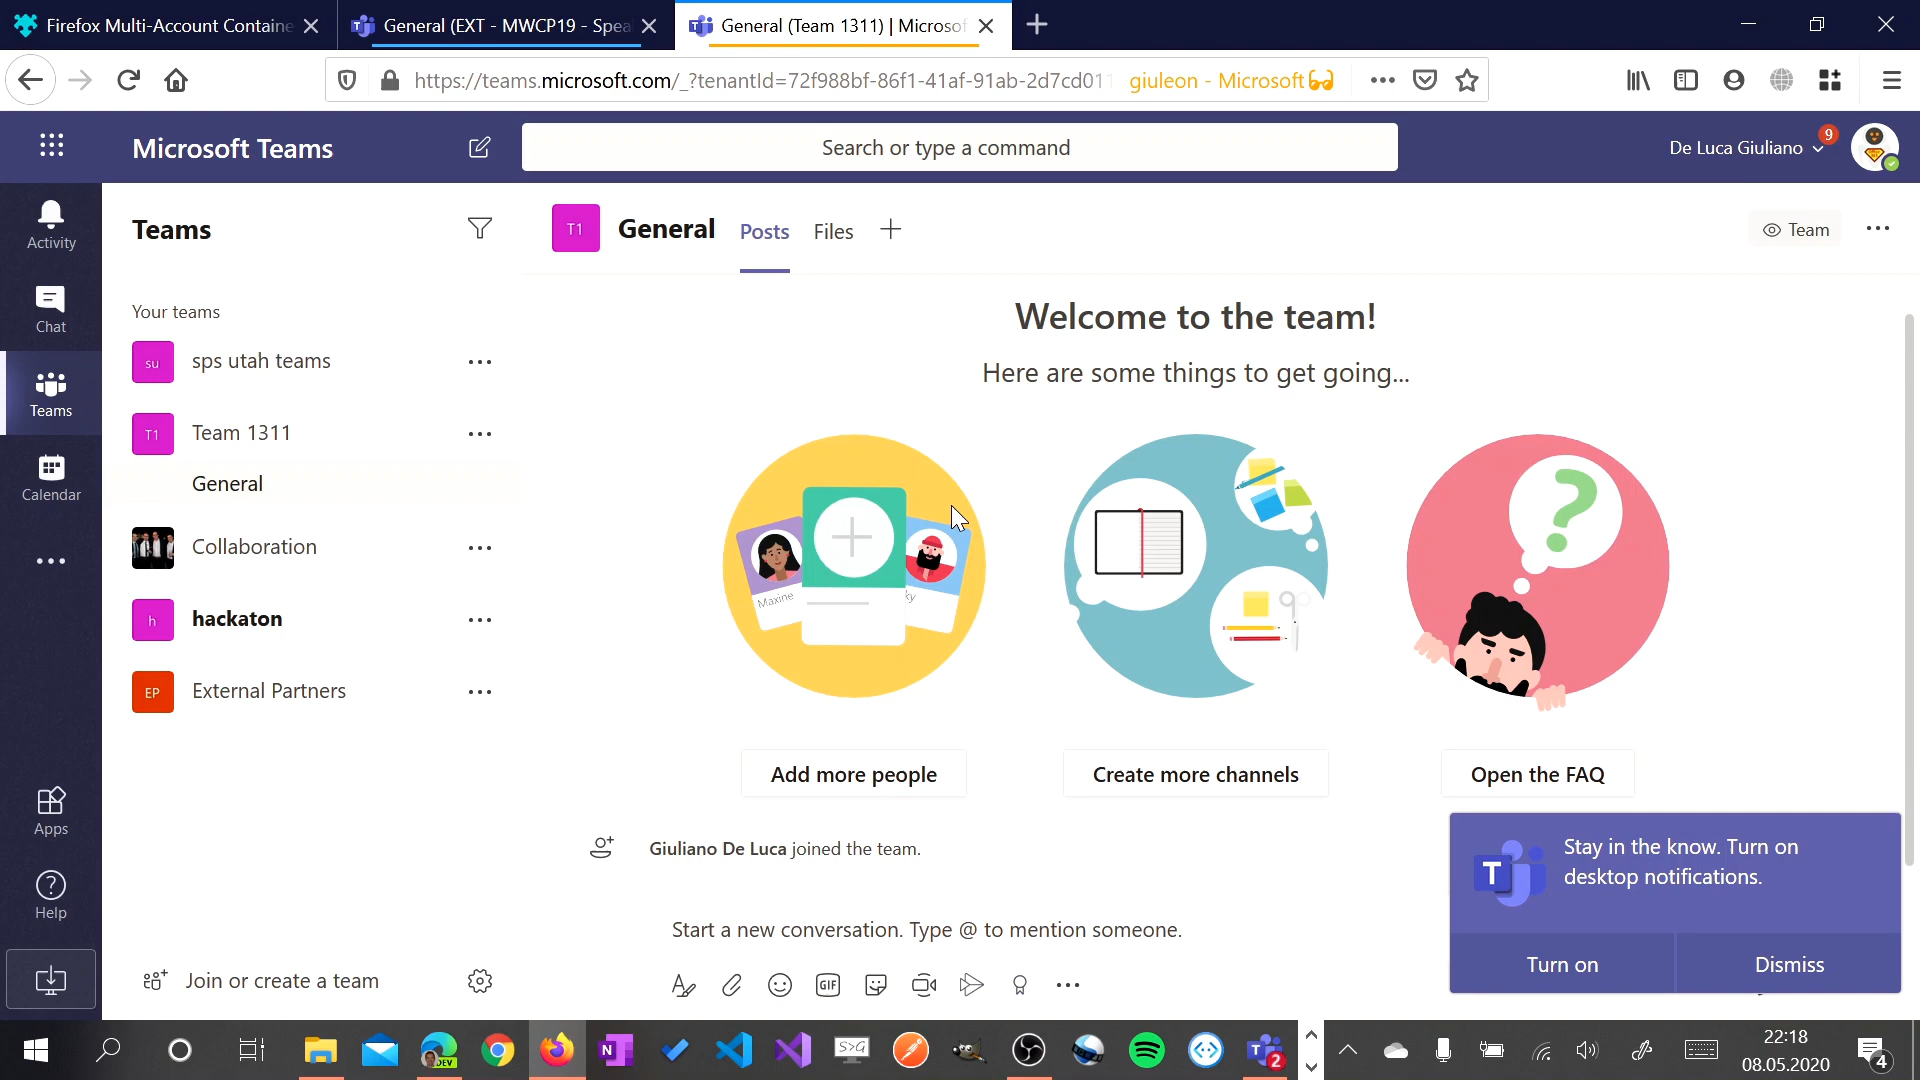 Firefox Multi-Account Containe
General (EXT - MWCP19 - Spea
General (Team 1311) | Microsof
https://teams.microsoft.com/_?tenantId=72f988bf-86f1-41af-91ab-2d7cd011
giuleon - Microsoft
Microsoft Teams
Search or type a command
De Luca Giuliano
9
Activity
Chat
Teams
Calendar
Apps
Help
Teams
Your teams
su
sps utah teams
T1
Team 1311
General
Collaboration
h
hackaton
EP
External Partners
Join or create a team
T1
General
Posts
Files
Team
Welcome to the team!
Here are some things to get going...
Maxine
ky
Add more people
Create more channels
Open the FAQ
Giuliano De Luca joined the team.
Start a new conversation. Type @ to mention someone.
GIF
T
Stay in the know. Turn on
desktop notifications.
Turn on
Dismiss
DEV
N
S>G
2
22:18
08.05.2020
4